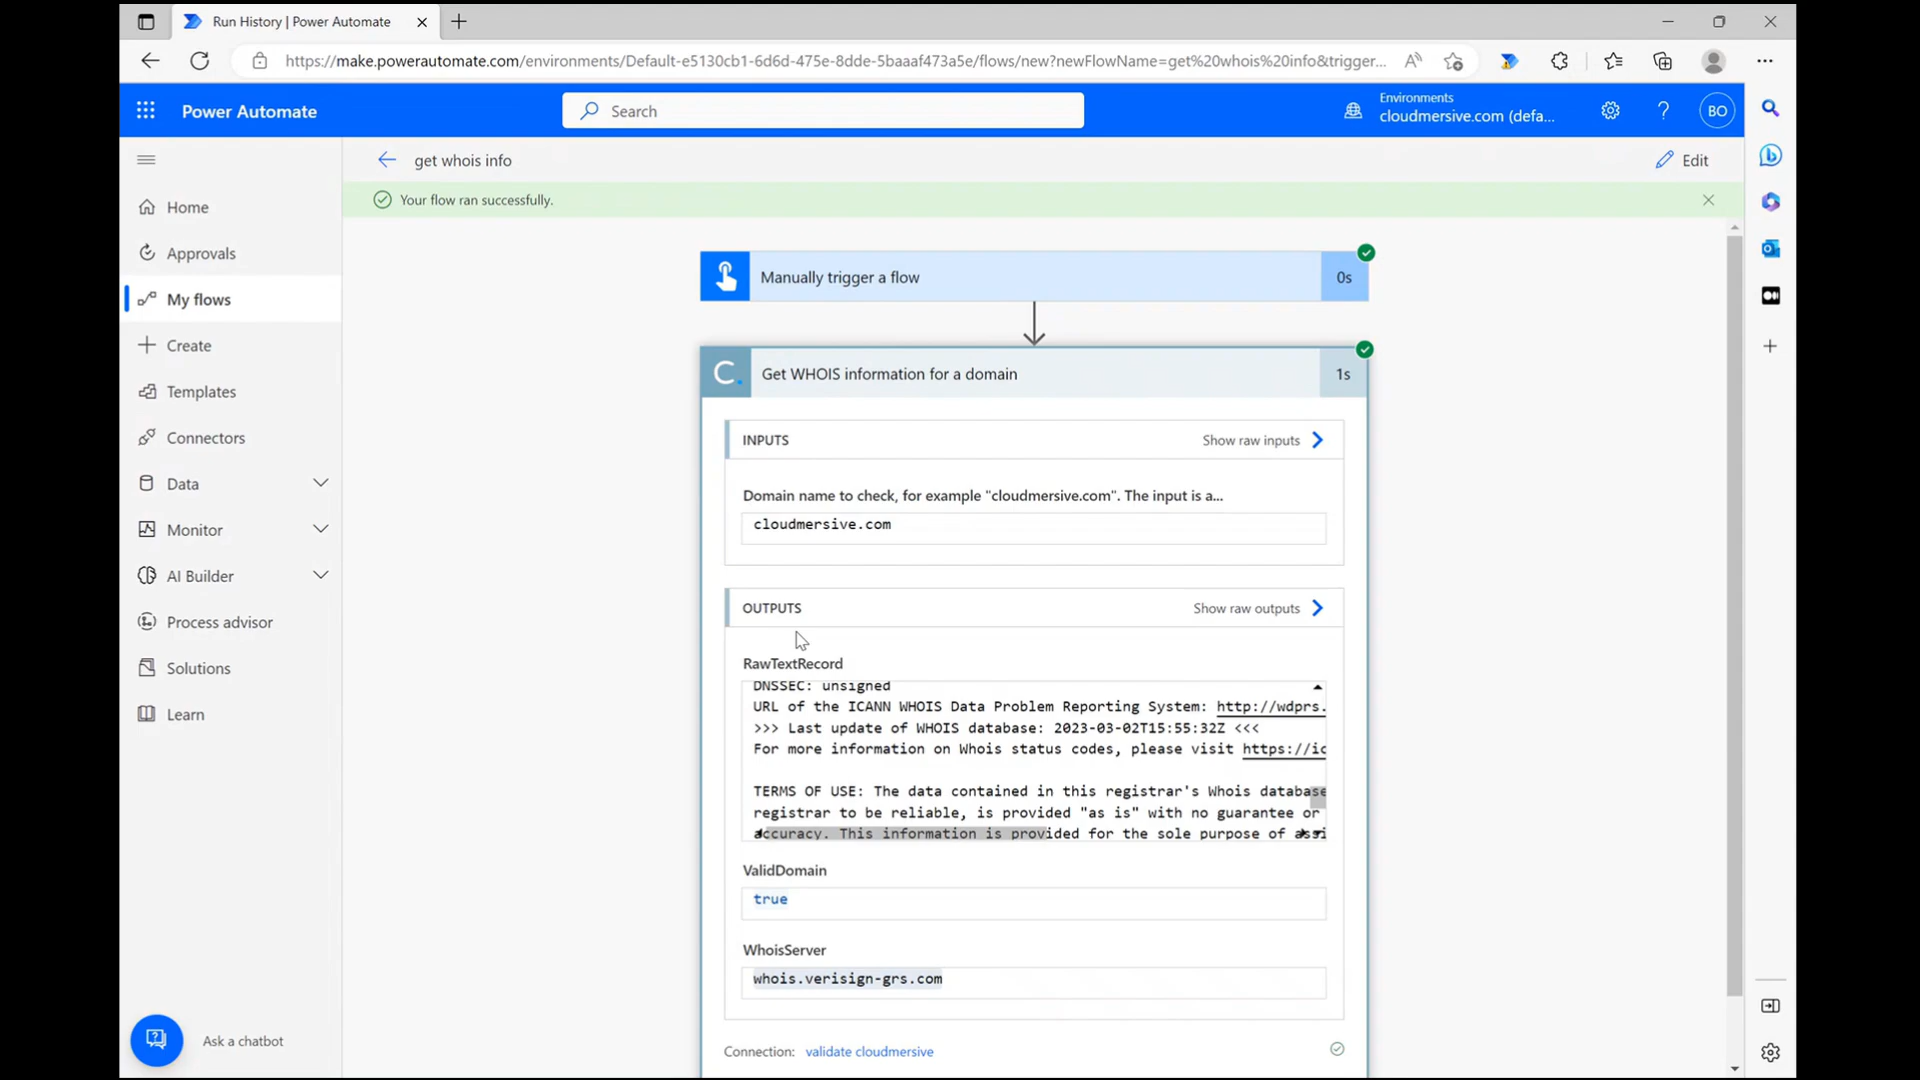 Run History | Power Automate
https://make.powerautomate.com/environments/Default-e5130cb1-6d6d-475e-8dde-5baaaf473a5e/flows/new?newFlowName=get%20whois%20info&trigger...
Power Automate
Search
Environments
cloudmersive.com (defa...
BO
get whois info
Edit
Your flow ran successfully.
Home
Approvals
My flows
Create
Templates
Connectors
Data
Monitor
AI Builder
Process advisor
Solutions
Learn
Ask a chatbot
Manually trigger a flow
0s
C.
Get WHOIS information for a domain
1s
INPUTS
Show raw inputs
Domain name to check, for example "cloudmersive.com". The input is a...
cloudmersive.com
OUTPUTS
Show raw outputs
RawTextRecord
DNSSEC: unsigned
URL of the ICANN WHOIS Data Problem Reporting System: http://wdprs.
>>> Last update of WHOIS database: 2023-03-02T15:55:32Z <<<
For more information on Whois status codes, please visit https://ic
TERMS OF USE: The data contained in this registrar's Whois database
registrar to be reliable, is provided "as is" with no guarantee or
accuracy. This information is provided for the sole purpose of assi
ValidDomain
true
WhoisServer
whois.verisign-grs.com
Connection: validate cloudmersive